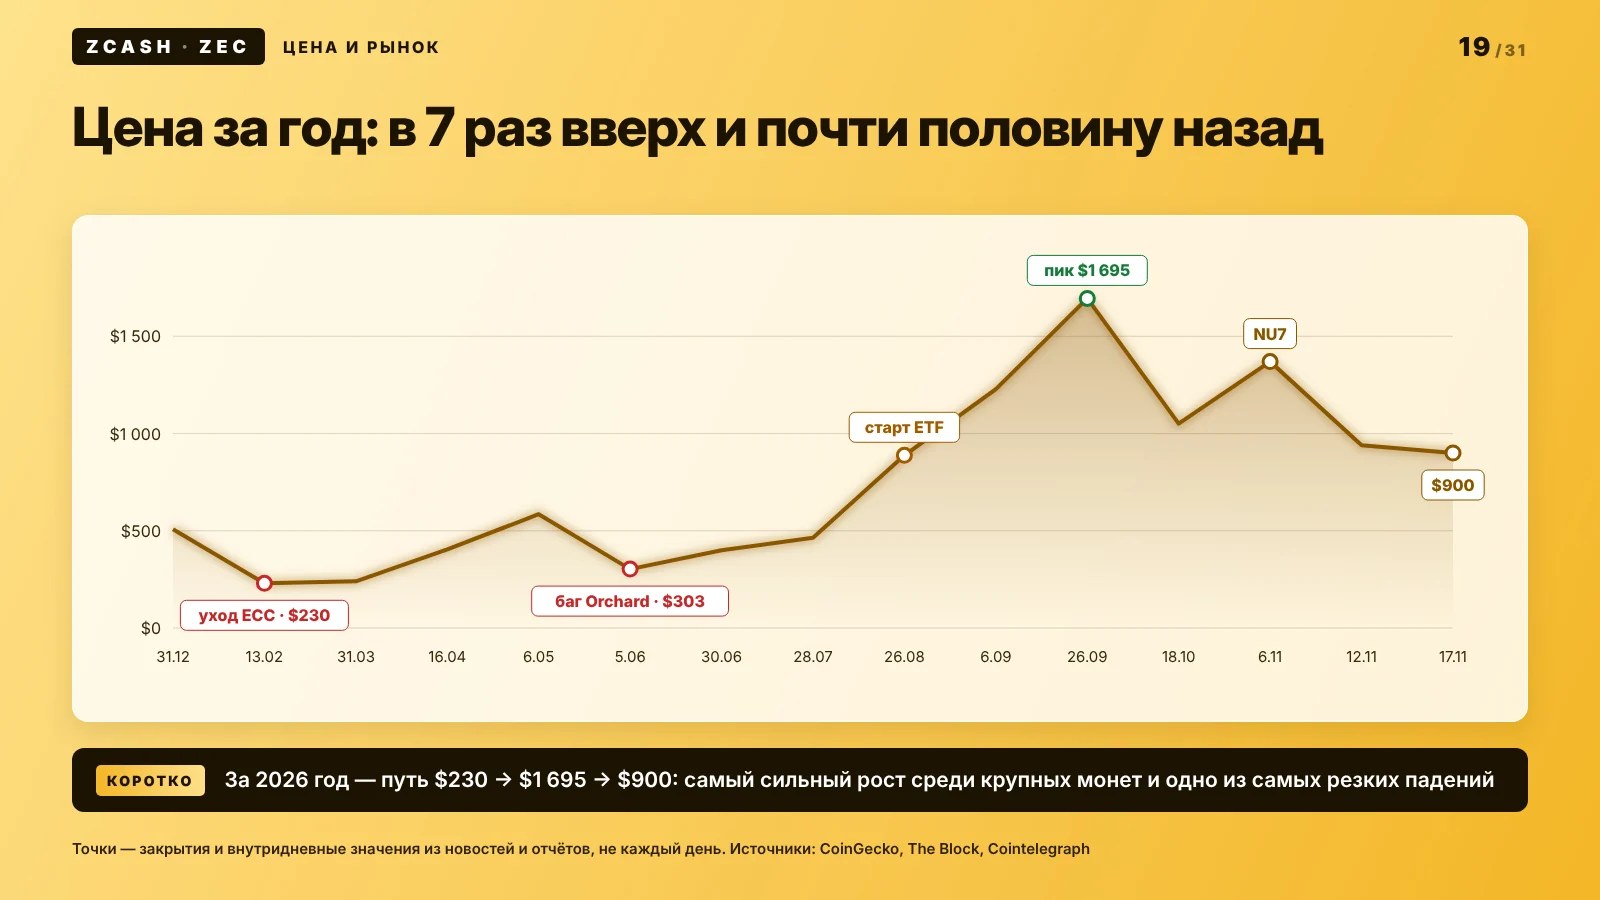 ZCASH · ZEC
ЦЕНА И РЫНОК
19 / 31
Цена за год: в 7 раз вверх и почти половину назад
пик $1 695
NU7
$1 500
старт ETF
$1 000
$900
$500
баг Orchard · $303
уход ECC · $230
$0
31.12 13.02 31.03 16.04 6.05 5.06 30.06 28.07 26.08 6.09 26.09 18.10 6.11 12.11 17.11
КОРОТКО
За 2026 год — путь $230 → $1 695 → $900: самый сильный рост среди крупных монет и одно из самых резких падений
Точки — закрытия и внутридневные значения из новостей и отчётов, не каждый день. Источники: CoinGecko, The Block, Cointelegraph